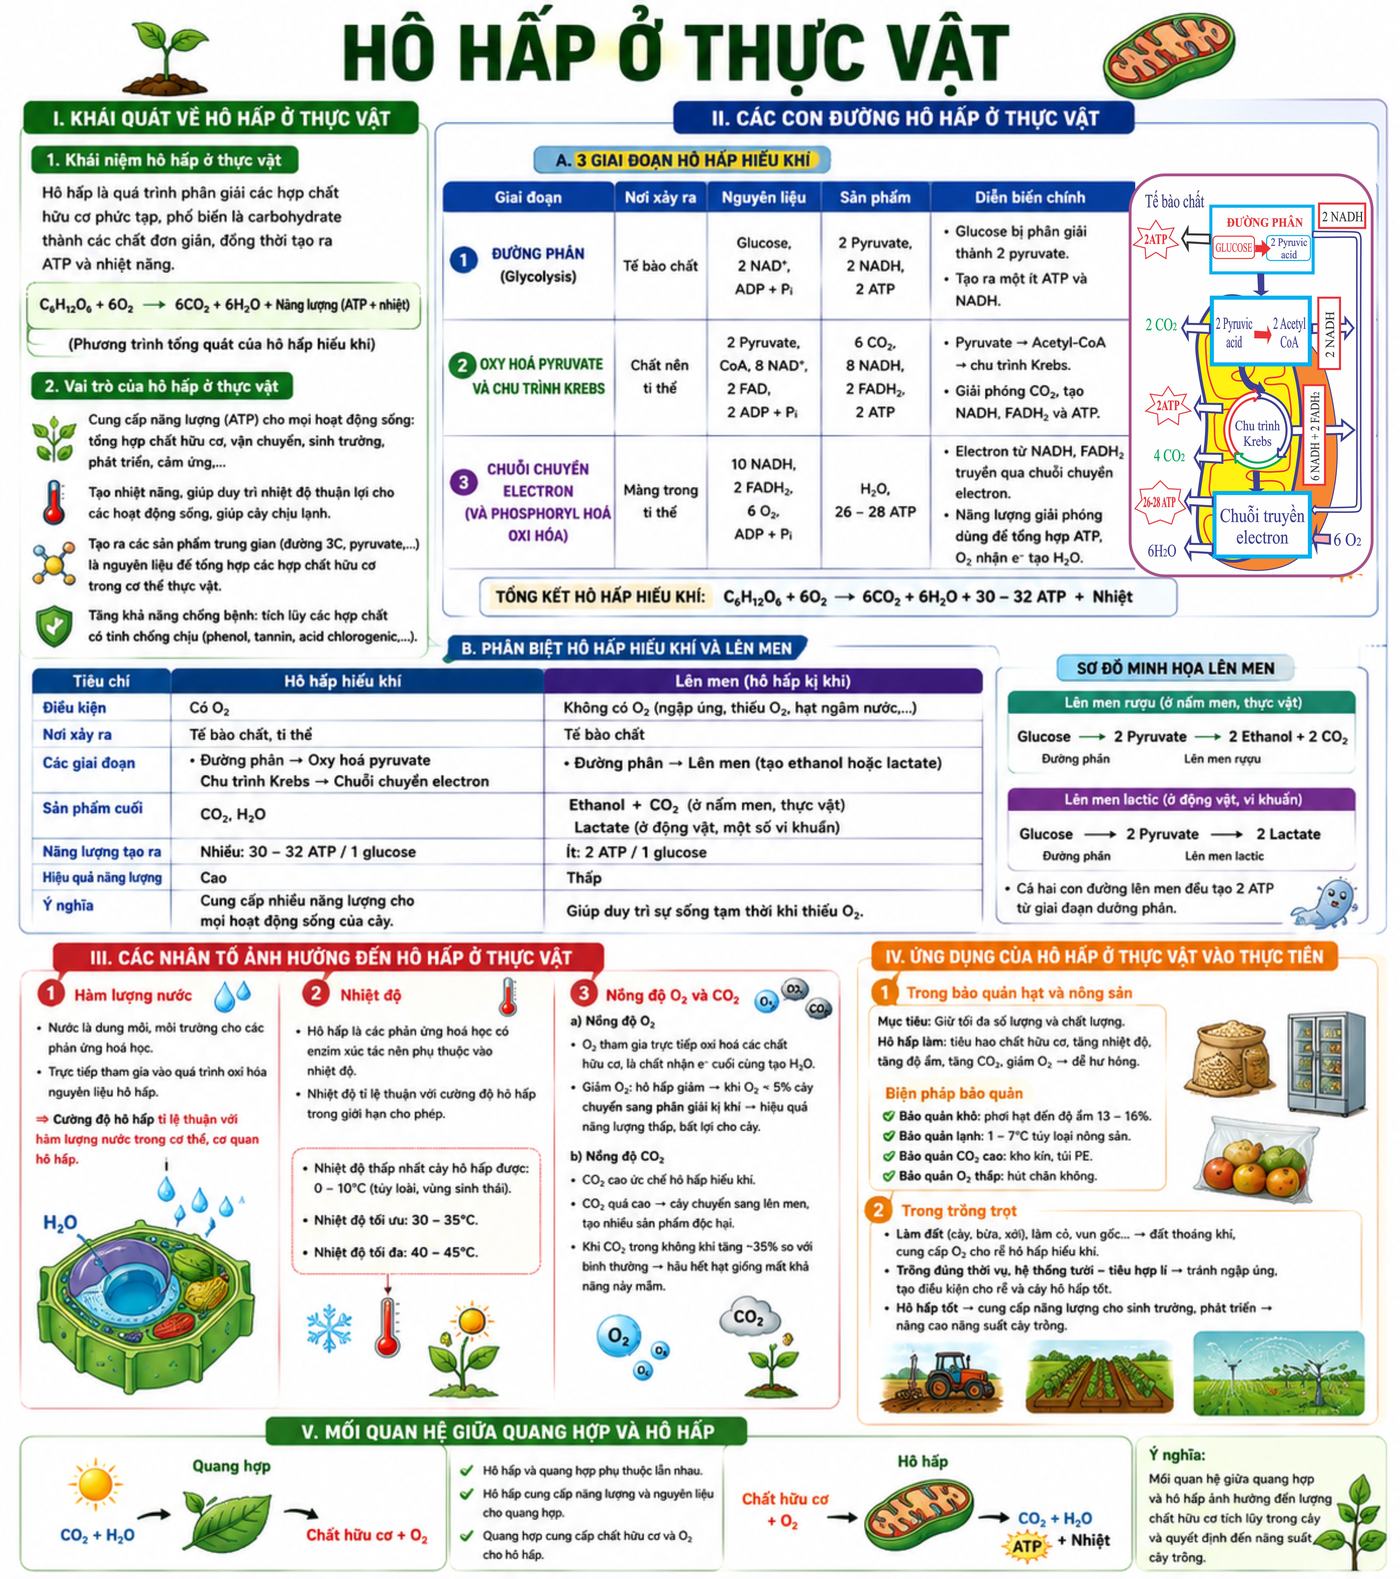 HÔ HẤP Ở THỰC VẬT
I. KHÁI QUÁT VỀ HÔ HẤP Ở THỰC VẬT
1. Khái niệm hô hấp ở thực vật
Hô hấp là quá trình phân giải các hợp chất
hữu cơ phức tạp, phổ biến là carbohydrate
thành các chất đơn giản, đồng thời tạo ra
ATP và nhiệt năng.
C₆H₁₂O₆ + 6O₂ → 6CO₂ + 6H₂O + Năng lượng (ATP + nhiệt)
(Phương trình tổng quát của hô hấp hiếu khí)
2. Vai trò của hô hấp ở thực vật
Cung cấp năng lượng (ATP) cho mọi hoạt động sống:
tổng hợp chất hữu cơ, vận chuyển, sinh trưởng,
phát triển, cảm ứng,...
Tạo nhiệt năng, giúp duy trì nhiệt độ thuận lợi cho
các hoạt động sống, giúp cây chịu lạnh.
Tạo ra các sản phẩm trung gian (đường 3C, pyruvate,...)
là nguyên liệu để tổng hợp các hợp chất hữu cơ
trong cơ thể thực vật.
Tăng khả năng chống bệnh: tích lũy các hợp chất
có tính chống chịu (phenol, tannin, acid chlorogenic,...).
II. CÁC CON ĐƯỜNG HÔ HẤP Ở THỰC VẬT
A. 3 GIAI ĐOẠN HÔ HẤP HIẾU KHÍ
Giai đoạn Nơi xảy ra Nguyên liệu Sản phẩm Diễn biến chính
1 ĐƯỜNG PHÂN
(Glycolysis)
Tế bào chất
Glucose,
2 NAD⁺,
ADP + Pᵢ
2 Pyruvate,
2 NADH,
2 ATP
• Glucose bị phân giải
thành 2 pyruvate.
• Tạo ra một ít ATP và
NADH.
2 OXY HOÁ PYRUVATE
VÀ CHU TRÌNH KREBS
Chất nền
ti thể
2 Pyruvate,
CoA, 8 NAD⁺,
2 FAD,
2 ADP + Pᵢ
6 CO₂,
8 NADH,
2 FADH₂,
2 ATP
• Pyruvate → Acetyl-CoA
→ chu trình Krebs.
• Giải phóng CO₂, tạo
NADH, FADH₂ và ATP.
3 CHUỖI CHUYỀN
ELECTRON
(VÀ PHOSPHORYL HOÁ
OXI HÓA)
Màng trong
ti thể
10 NADH,
2 FADH₂,
6 O₂,
ADP + Pᵢ
H₂O,
26 – 28 ATP
• Electron từ NADH, FADH₂
truyền qua chuỗi chuyền
electron.
• Năng lượng giải phóng
dùng để tổng hợp ATP,
O₂ nhận e⁻ tạo H₂O.
TỔNG KẾT HÔ HẤP HIẾU KHÍ: C₆H₁₂O₆ + 6O₂ → 6CO₂ + 6H₂O + 30 – 32 ATP + Nhiệt
Tế bào chất
2 NADH
ĐƯỜNG PHÂN
2ATP
GLUCOSE
2 Pyruvic
acid
2 CO₂
2 Pyruvic
acid
2 Acetyl
CoA
2 NADH
2ATP
Chu trình
Krebs
6 NADH + 2 FADH₂
4 CO₂
26-28 ATP
Chuỗi truyền
electron
6 O₂
6H₂O
B. PHÂN BIỆT HÔ HẤP HIẾU KHÍ VÀ LÊN MEN
Tiêu chí Hô hấp hiếu khí Lên men (hô hấp kị khi)
Điều kiện Có O₂ Không có O₂ (ngập úng, thiếu O₂, hạt ngâm nước,...)
Nơi xảy ra Tế bào chất, ti thể Tế bào chất
Các giai đoạn • Đường phân → Oxy hoá pyruvate • Đường phân → Lên men (tạo ethanol hoặc lactate)
Chu trình Krebs → Chuỗi chuyền electron
Sản phẩm cuối CO₂, H₂O
Ethanol + CO₂ (ở nấm men, thực vật)
Lactate (ở động vật, một số vi khuẩn)
Năng lượng tạo ra Nhiều: 30 – 32 ATP / 1 glucose Ít: 2 ATP / 1 glucose
Hiệu quả năng lượng Cao Thấp
Ý nghĩa
Cung cấp nhiều năng lượng cho
mọi hoạt động sống của cây.
Giúp duy trì sự sống tạm thời khi thiếu O₂.
SƠ ĐỒ MINH HỌA LÊN MEN
Lên men rượu (ở nấm men, thực vật)
Glucose → 2 Pyruvate → 2 Ethanol + 2 CO₂
Đường phân Lên men rượu
Lên men lactic (ở động vật, vi khuẩn)
Glucose → 2 Pyruvate → 2 Lactate
Đường phân Lên men lactic
• Cả hai con đường lên men đều tạo 2 ATP
từ giai đoạn đường phân.
III. CÁC NHÂN TỐ ẢNH HƯỞNG ĐẾN HÔ HẤP Ở THỰC VẬT
1 Hàm lượng nước
• Nước là dung môi, môi trường cho các
phản ứng hoá học.
• Trực tiếp tham gia vào quá trình oxi hóa
nguyên liệu hô hấp.
⇒ Cường độ hô hấp tỉ lệ thuận với
hàm lượng nước trong cơ thể, cơ quan
hô hấp.
H₂O
2 Nhiệt độ
• Hô hấp là các phản ứng hoá học có
enzim xúc tác nên phụ thuộc vào
nhiệt độ.
• Nhiệt độ tỉ lệ thuận với cường độ hô hấp
trong giới hạn cho phép.
• Nhiệt độ thấp nhất cây hô hấp được:
0 – 10°C (tùy loài, vùng sinh thái).
• Nhiệt độ tối ưu: 30 – 35°C.
• Nhiệt độ tối đa: 40 – 45°C.
3 Nồng độ O₂ và CO₂
O₂ O₂ CO₂
a) Nồng độ O₂
• O₂ tham gia trực tiếp oxi hoá các chất
hữu cơ, là chất nhận e⁻ cuối cùng tạo H₂O.
• Giảm O₂: hô hấp giảm → khi O₂ < 5% cây
chuyển sang phân giải kị khí → hiệu quả
năng lượng thấp, bất lợi cho cây.
b) Nồng độ CO₂
• CO₂ cao ức chế hô hấp hiếu khí.
• CO₂ quá cao → cây chuyển sang lên men,
tạo nhiều sản phẩm độc hại.
• Khi CO₂ trong không khí tăng ~35% so với
bình thường → hầu hết hạt giống mất khả
năng nảy mầm.
O₂
CO₂
IV. ỨNG DỤNG CỦA HÔ HẤP Ở THỰC VẬT VÀO THỰC TIỄN
1 Trong bảo quản hạt và nông sản
Mục tiêu: Giữ tối đa số lượng và chất lượng.
Hô hấp làm: tiêu hao chất hữu cơ, tăng nhiệt độ,
tăng độ ẩm, tăng CO₂, giảm O₂ → dễ hư hỏng.
Biện pháp bảo quản
Bảo quản khô: phơi hạt đến độ ẩm 13 – 16%.
Bảo quản lạnh: 1 – 7°C tùy loại nông sản.
Bảo quản CO₂ cao: kho kín, túi PE.
Bảo quản O₂ thấp: hút chân không.
2 Trong trồng trọt
• Làm đất (cày, bừa, xới), làm cỏ, vun gốc... → đất thoáng khí,
cung cấp O₂ cho rễ hô hấp hiếu khí.
• Trồng đúng thời vụ, hệ thống tưới – tiêu hợp lí → tránh ngập úng,
tạo điều kiện cho rễ và cây hô hấp tốt.
• Hô hấp tốt → cung cấp năng lượng cho sinh trưởng, phát triển →
nâng cao năng suất cây trồng.
V. MỐI QUAN HỆ GIỮA QUANG HỢP VÀ HÔ HẤP
Quang hợp
CO₂ + H₂O
Chất hữu cơ + O₂
Hô hấp và quang hợp phụ thuộc lẫn nhau.
Hô hấp cung cấp năng lượng và nguyên liệu
cho quang hợp.
Quang hợp cung cấp chất hữu cơ và O₂
cho hô hấp.
Hô hấp
Chất hữu cơ
+ O₂
CO₂ + H₂O
ATP + Nhiệt
Ý nghĩa:
Mối quan hệ giữa quang hợp
và hô hấp ảnh hưởng đến lượng
chất hữu cơ tích lũy trong cây
và quyết định đến năng suất
cây trồng.